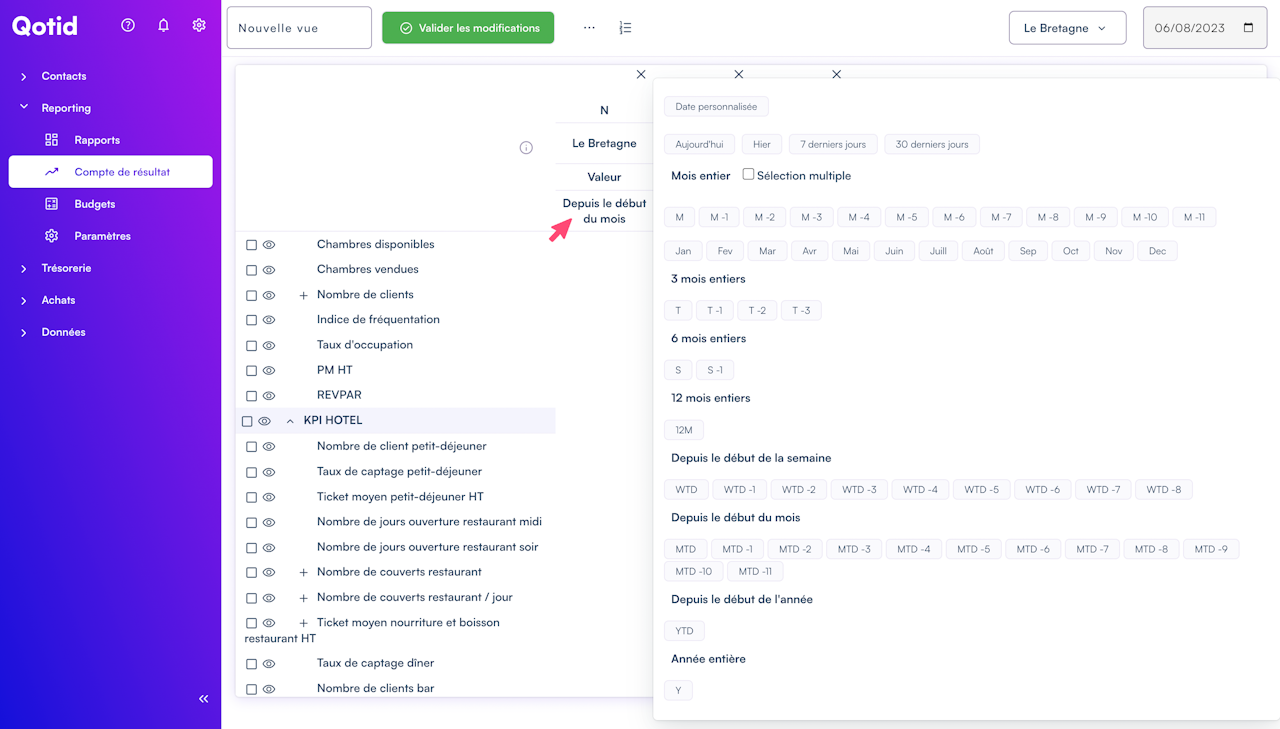 Qotid
Nouvelle vue
Valider les modifications
Le Bretagne
06/08/2023
Contacts
Reporting
Rapports
Compte de résultat
Budgets
Paramètres
Trésorerie
Achats
Données
N
Le Bretagne
Valeur
Depuis le début
du mois
Chambres disponibles
Chambres vendues
Nombre de clients
Indice de fréquentation
Taux d'occupation
PM HT
REVPAR
KPI HOTEL
Nombre de client petit-déjeuner
Taux de captage petit-déjeuner
Ticket moyen petit-déjeuner HT
Nombre de jours ouverture restaurant midi
Nombre de jours ouverture restaurant soir
Nombre de couverts restaurant
Nombre de couverts restaurant / jour
Ticket moyen nourriture et boisson
restaurant HT
Taux de captage dîner
Nombre de clients bar
Date personnalisée
Aujourd'hui Hier 7 derniers jours 30 derniers jours
Mois entier Sélection multiple
M M -1 M -2 M -3 M -4 M -5 M -6 M -7 M -8 M -9 M -10 M -11
Jan Fev Mar Avr Mai Juin Juill Août Sep Oct Nov Dec
3 mois entiers
T T -1 T -2 T -3
6 mois entiers
S S -1
12 mois entiers
12M
Depuis le début de la semaine
WTD WTD -1 WTD -2 WTD -3 WTD -4 WTD -5 WTD -6 WTD -7 WTD -8
Depuis le début du mois
MTD MTD -1 MTD -2 MTD -3 MTD -4 MTD -5 MTD -6 MTD -7 MTD -8 MTD -9
MTD -10 MTD -11
Depuis le début de l'année
YTD
Année entière
Y